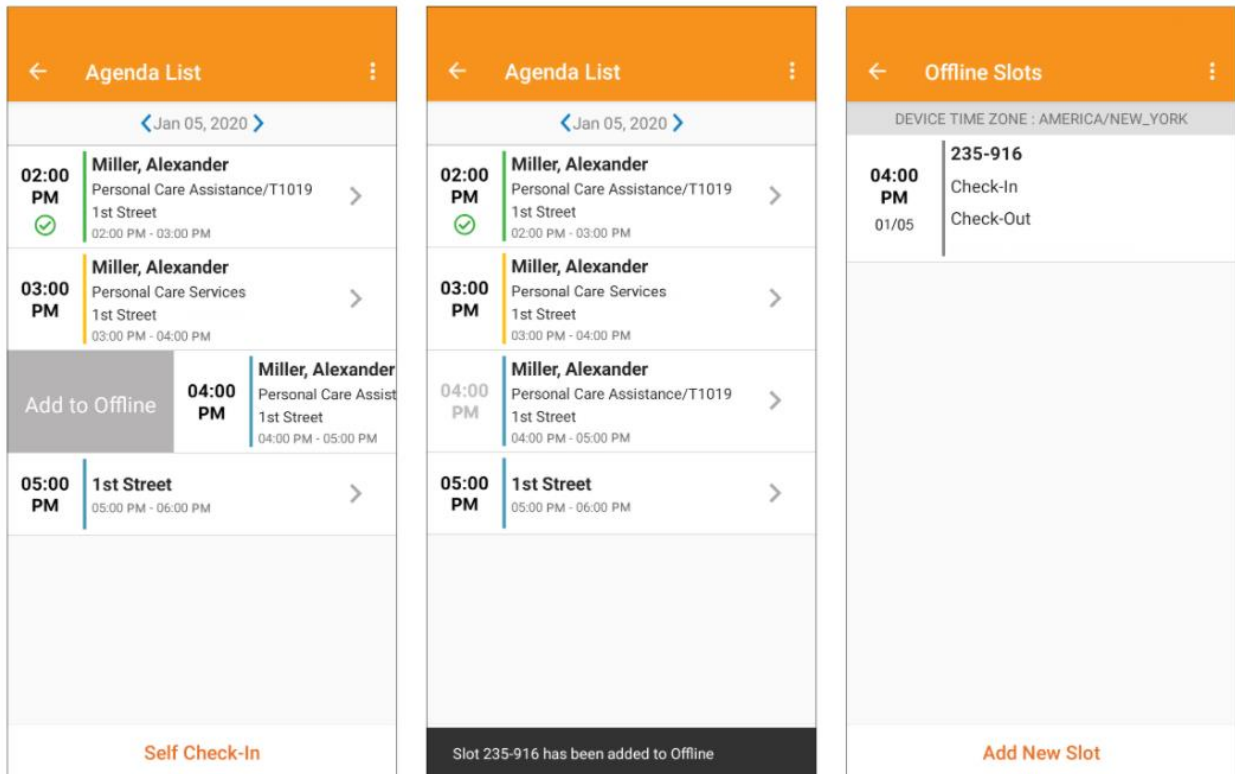 Agenda List
Jan 05, 2020
02:00
PM
Miller, Alexander
Personal Care Assistance/T1019
1st Street
02:00 PM - 03:00 PM
03:00
PM
Miller, Alexander
Personal Care Services
1st Street
03:00 PM - 04:00 PM
Add to Offline
04:00
PM
Miller, Alexander
Personal Care Assist
1st Street
04:00 PM - 05:00 PM
05:00
PM
1st Street
05:00 PM - 06:00 PM
Self Check-In
Agenda List
Jan 05, 2020
02:00
PM
Miller, Alexander
Personal Care Assistance/T1019
1st Street
02:00 PM - 03:00 PM
03:00
PM
Miller, Alexander
Personal Care Services
1st Street
03:00 PM - 04:00 PM
04:00
PM
Miller, Alexander
Personal Care Assistance/T1019
1st Street
04:00 PM - 05:00 PM
05:00
PM
1st Street
05:00 PM - 06:00 PM
Slot 235-916 has been added to Offline
Offline Slots
DEVICE TIME ZONE : AMERICA/NEW_YORK
04:00
PM
01/05
235-916
Check-In
Check-Out
Add New Slot